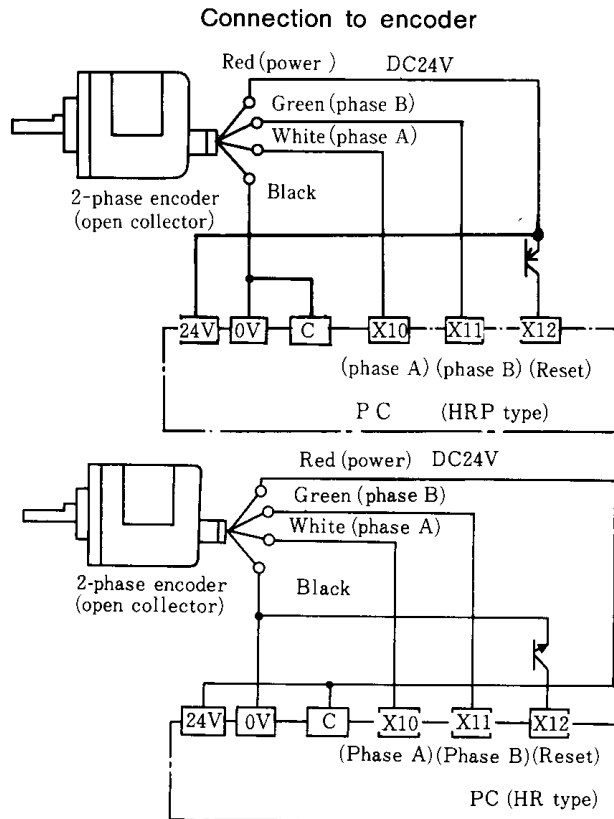 Connection to encoder
Red (power) DC24V
Green (phase B)
White (phase A)
2-phase encoder
(open collector)
Black
24V 0V C X10 X11 X12
(phase A) (phase B) (Reset)
PC (HRP type)
Red (power) DC24V
Green (phase B)
White (phase A)
2-phase encoder
(open collector)
Black
24V 0V C X10 X11 X12
(Phase A) (Phase B) (Reset)
PC (HR type)